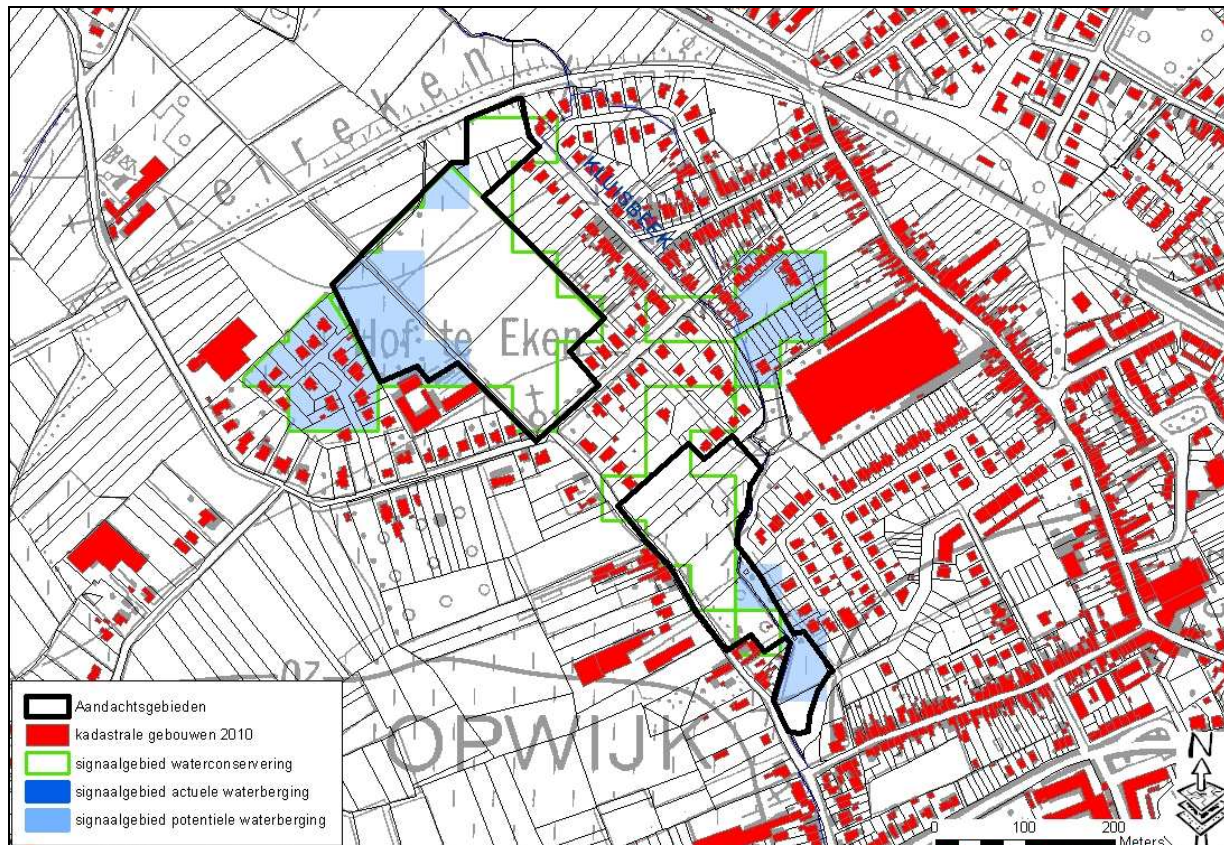 Lereken
KLUISBEEK
Hof te Eken
OPWIJK
Aandachtsgebieden
kadastrale gebouwen 2010
signaalgebied waterconservering
signaalgebied actuele waterberging
signaalgebied potentiele waterberging
N
0 100 200
Meters